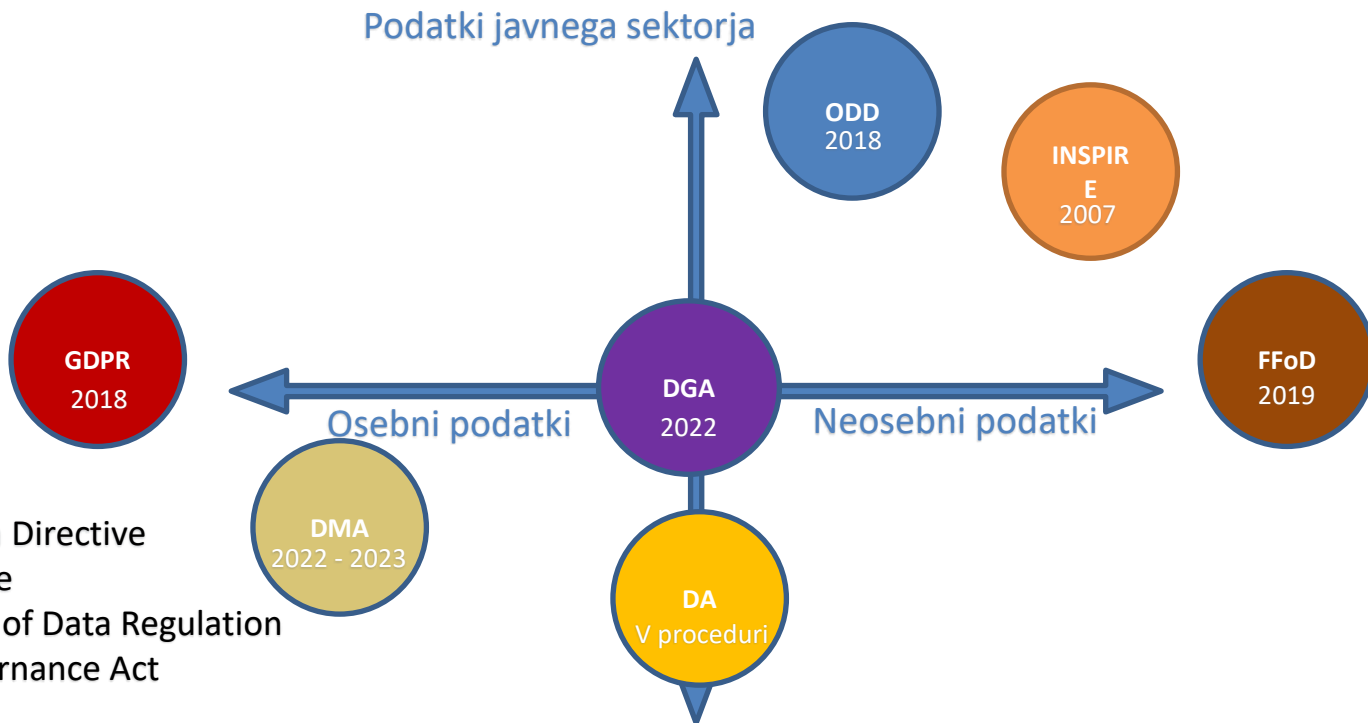 Podatki javnega sektorja
ODD
2018
INSPIR
E
2007
GDPR
2018
DGA
2022
FFoD
2019
Osebni podatki
Neosebni podatki
DMA
2022 - 2023
DA
V proceduri
Directive
of Data Regulation
Act